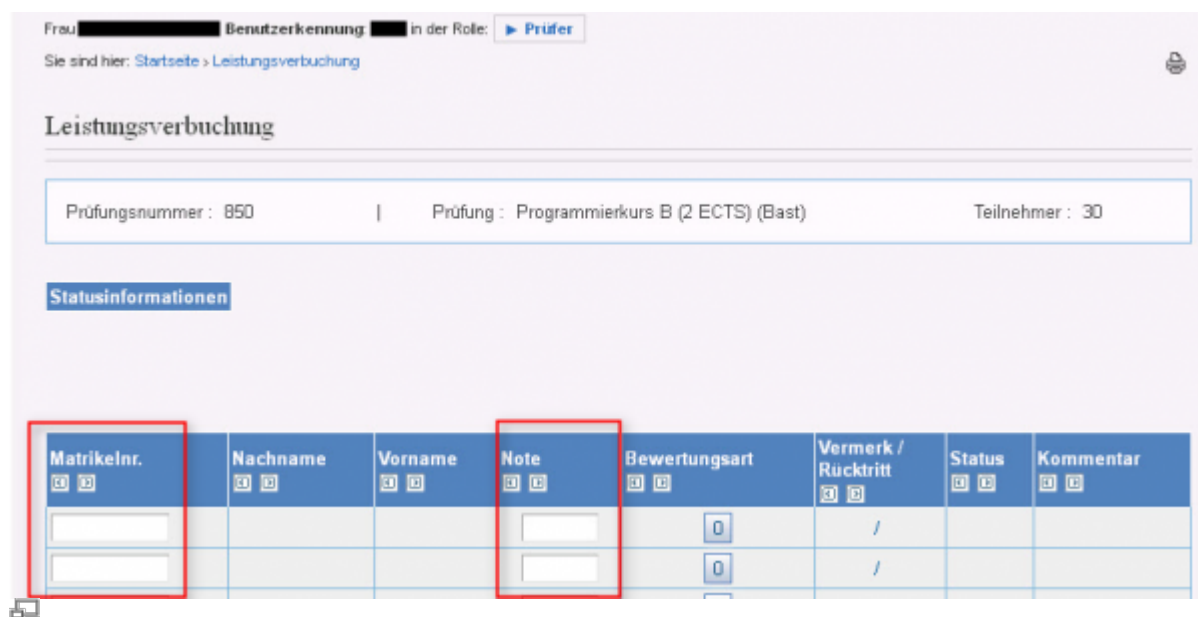 Frau Benutzerkennung: in der Rolle: ► Prüfer
Sie sind hier: Startseite › Leistungsverbuchung
Leistungsverbuchung
Prüfungsnummer : 850 | Prüfung : Programmierkurs B (2 ECTS) (Bast) Teilnehmer : 30
Statusinformationen
Matrikelnr. Nachname Vorname Note Bewertungsart Vermerk / Rücktritt Status Kommentar
0 /
0 /